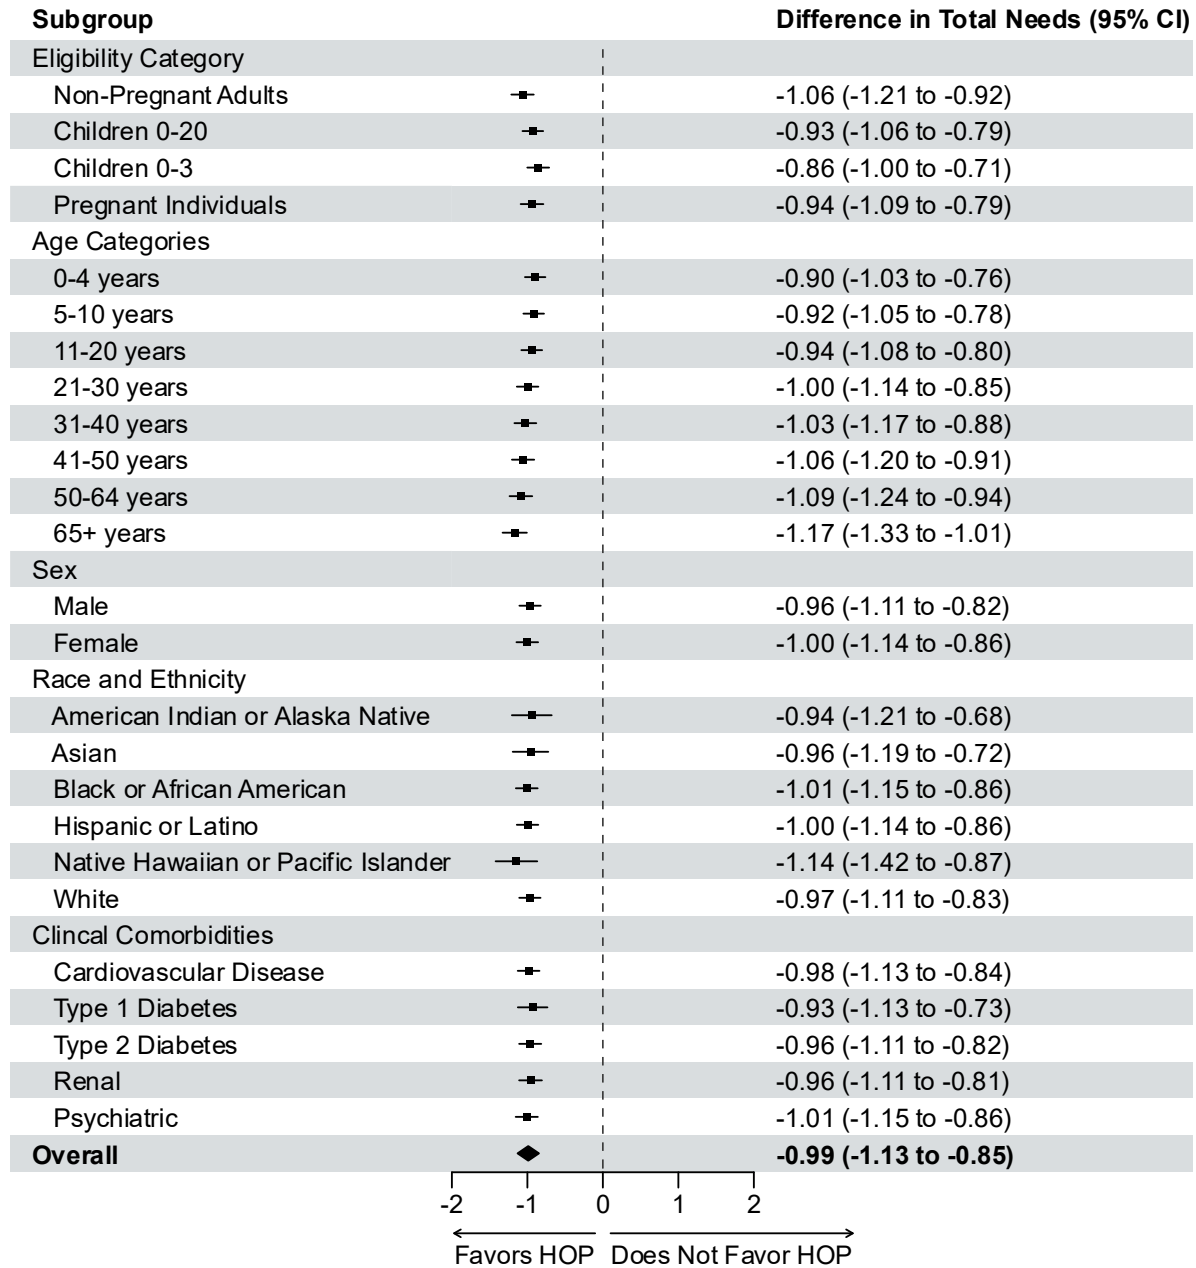 Subgroup Difference in Total Needs (95% CI)
Eligibility Category
Non-Pregnant Adults -1.06 (-1.21 to -0.92)
Children 0-20 -0.93 (-1.06 to -0.79)
Children 0-3 -0.86 (-1.00 to -0.71)
Pregnant Individuals -0.94 (-1.09 to -0.79)
Age Categories
0-4 years -0.90 (-1.03 to -0.76)
5-10 years -0.92 (-1.05 to -0.78)
11-20 years -0.94 (-1.08 to -0.80)
21-30 years -1.00 (-1.14 to -0.85)
31-40 years -1.03 (-1.17 to -0.88)
41-50 years -1.06 (-1.20 to -0.91)
50-64 years -1.09 (-1.24 to -0.94)
65+ years -1.17 (-1.33 to -1.01)
Sex
Male -0.96 (-1.11 to -0.82)
Female -1.00 (-1.14 to -0.86)
Race and Ethnicity
American Indian or Alaska Native -0.94 (-1.21 to -0.68)
Asian -0.96 (-1.19 to -0.72)
Black or African American -1.01 (-1.15 to -0.86)
Hispanic or Latino -1.00 (-1.14 to -0.86)
Native Hawaiian or Pacific Islander -1.14 (-1.42 to -0.87)
White -0.97 (-1.11 to -0.83)
Clincal Comorbidities
Cardiovascular Disease -0.98 (-1.13 to -0.84)
Type 1 Diabetes -0.93 (-1.13 to -0.73)
Type 2 Diabetes -0.96 (-1.11 to -0.82)
Renal -0.96 (-1.11 to -0.81)
Psychiatric -1.01 (-1.15 to -0.86)
Overall -0.99 (-1.13 to -0.85)
-2 -1 0 1 2
Favors HOP Does Not Favor HOP